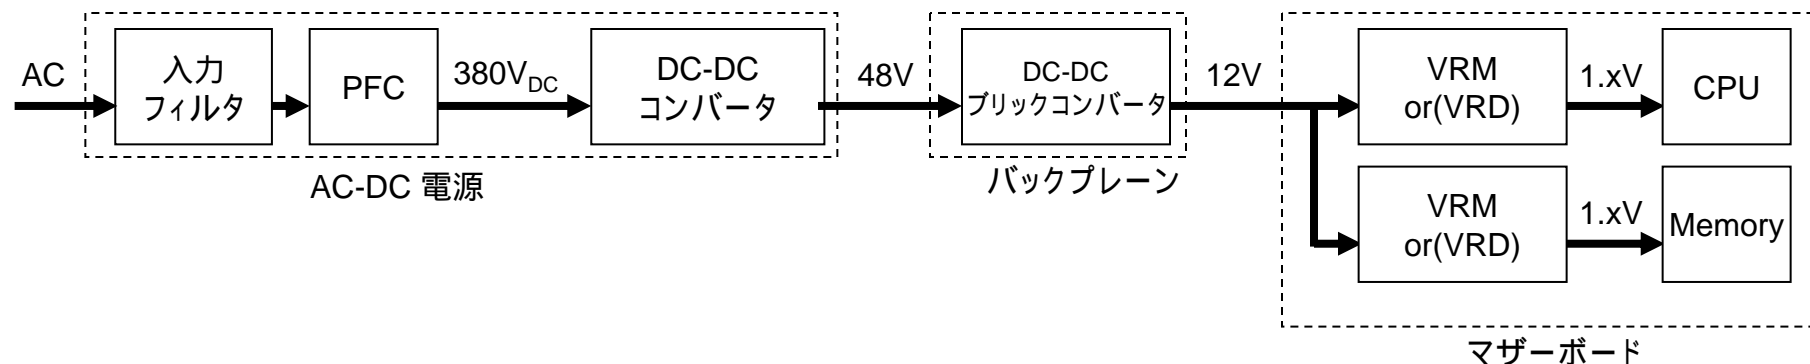 AC
入力
フィルタ
PFC
380VDC
DC-DC
コンバータ
48V
DC-DC
ブリックコンバータ
12V
VRM
or(VRD)
1.xV
CPU
VRM
or(VRD)
1.xV
Memory
AC-DC 電源
バックプレーン
マザーボード